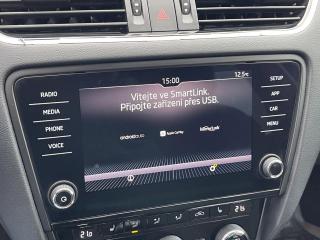 15:00
12.5°C
RADIO
MEDIA
PHONE
VOICE
Vítejte ve SmartLink.
Připojte zařízení přes USB.
androidauto
Apple CarPlay
MirrorLink
SETUP
APP
CAR
MENU